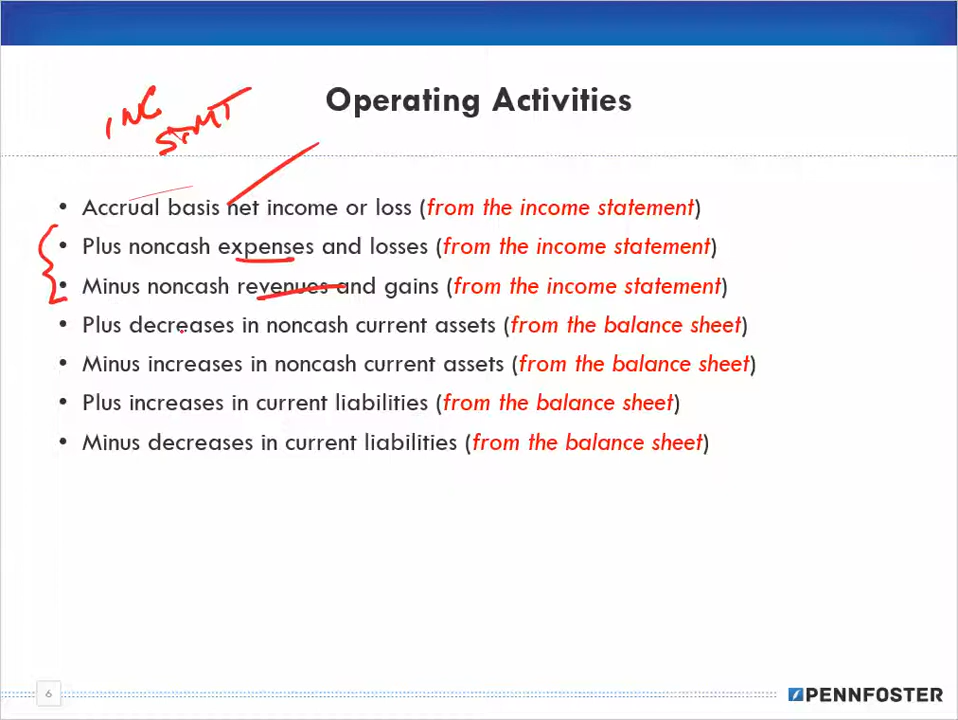 Operating Activities
INC
STMT
• Accrual basis net income or loss (from the income statement)
• Plus noncash expenses and losses (from the income statement)
• Minus noncash revenues and gains (from the income statement)
• Plus decreases in noncash current assets (from the balance sheet)
• Minus increases in noncash current assets (from the balance sheet)
• Plus increases in current liabilities (from the balance sheet)
• Minus decreases in current liabilities (from the balance sheet)
6
PENNFOSTER